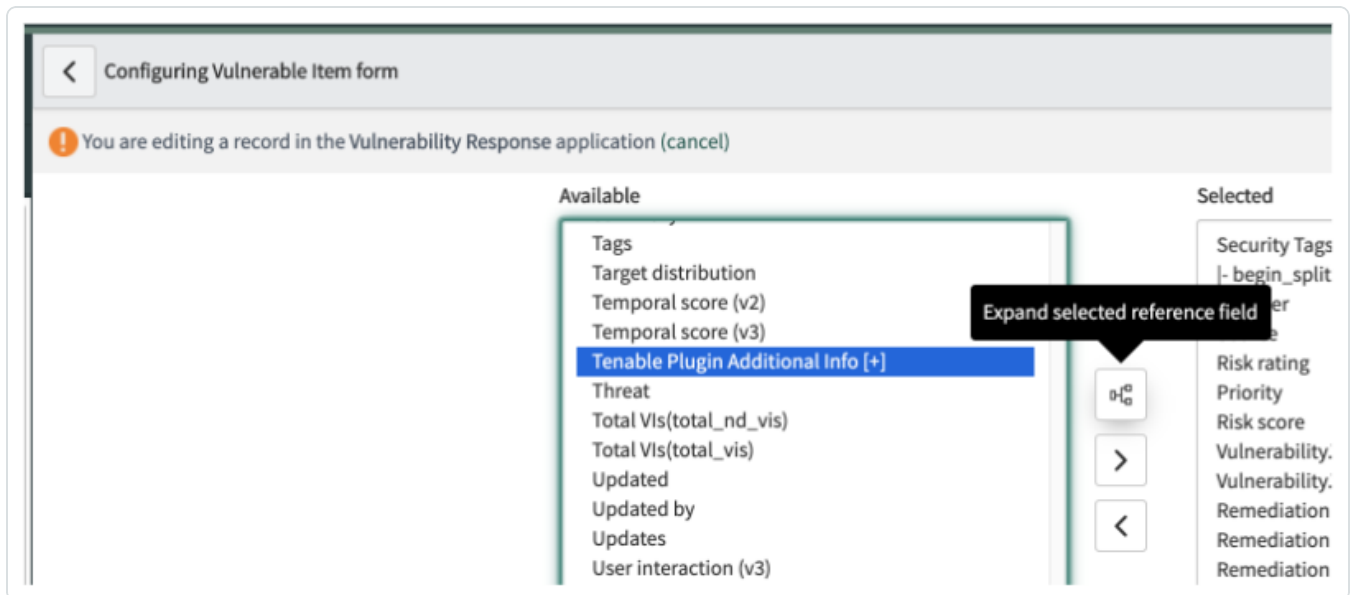 Configuring Vulnerable Item form
You are editing a record in the Vulnerability Response application (cancel)
Available
Selected
Tags
Target distribution
Temporal score (v2)
Temporal score (v3)
Tenable Plugin Additional Info [+]
Threat
Total VIs(total_nd_vis)
Total VIs(total_vis)
Updated
Updated by
Updates
User interaction (v3)
Expand selected reference field
Security Tags
|- begin_split
Risk rating
Priority
Risk score
Vulnerability.
Vulnerability.
Remediation
Remediation
Remediation